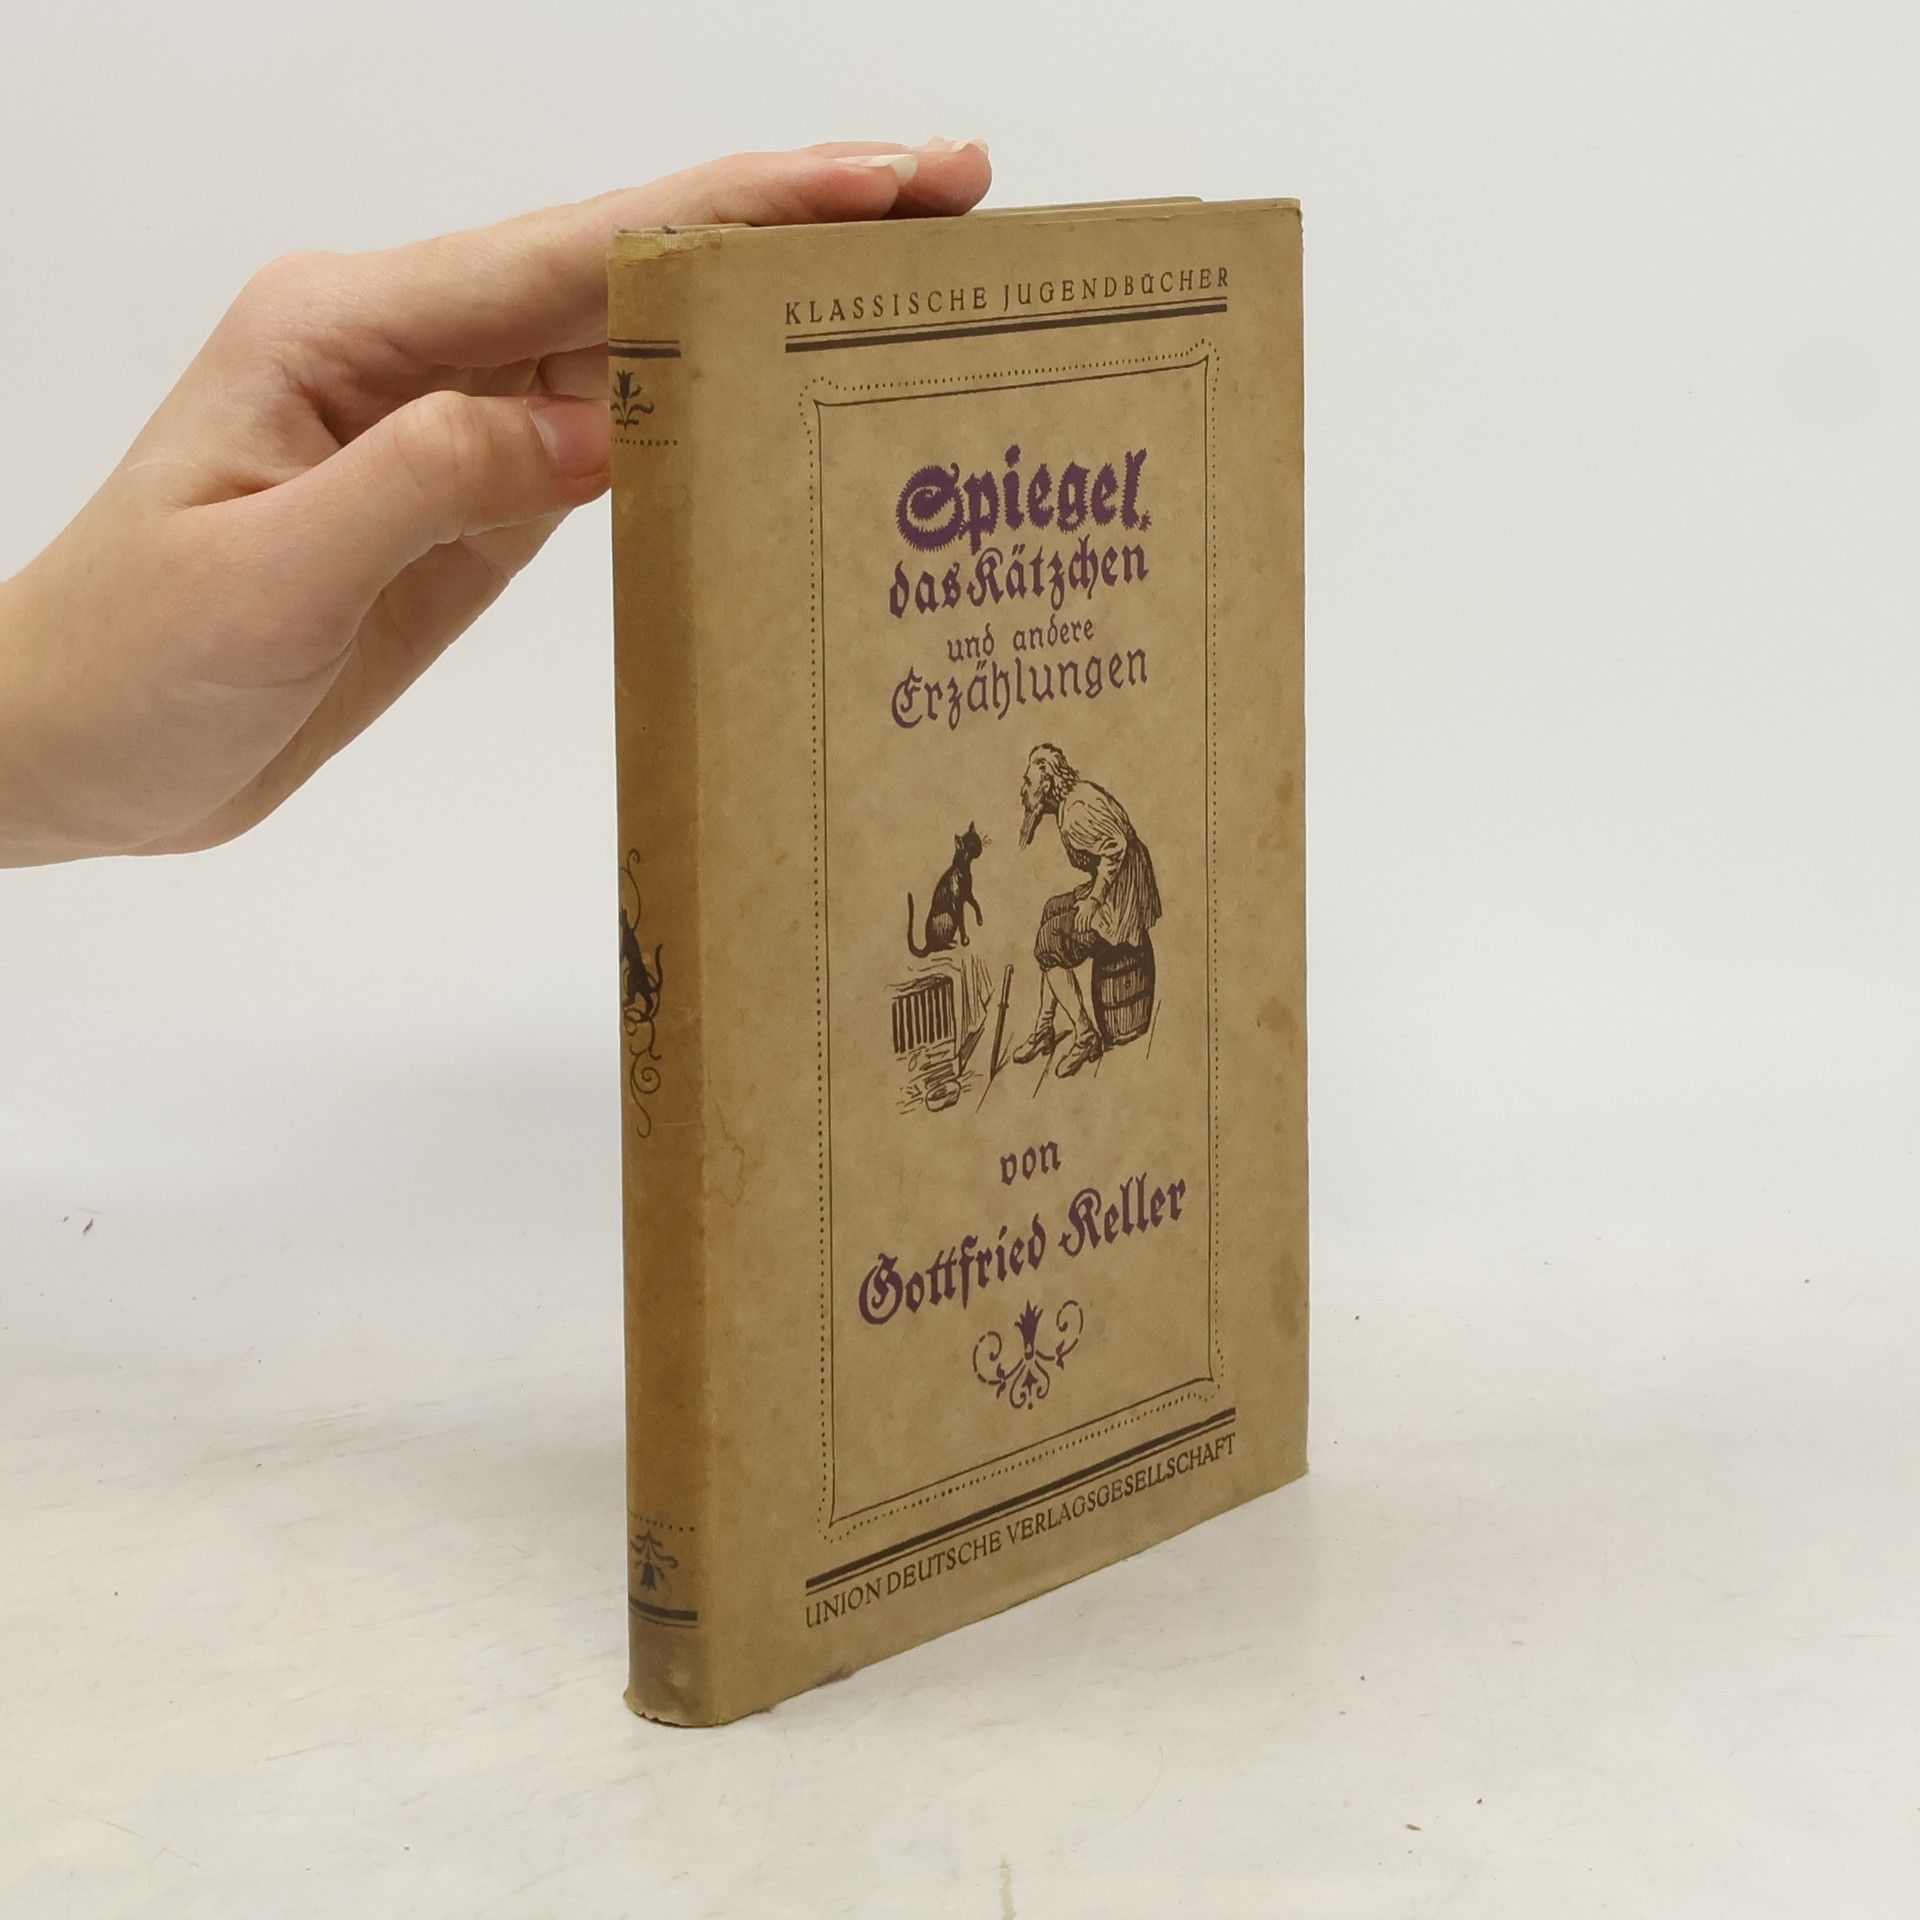 KLASSISCHE JUGENDBÜCHER
Spiegel,
das Kätzchen
und andere
Erzählungen
von
Gottfried Keller
UNION DEUTSCHE VERLAGSGESELLSCHAFT